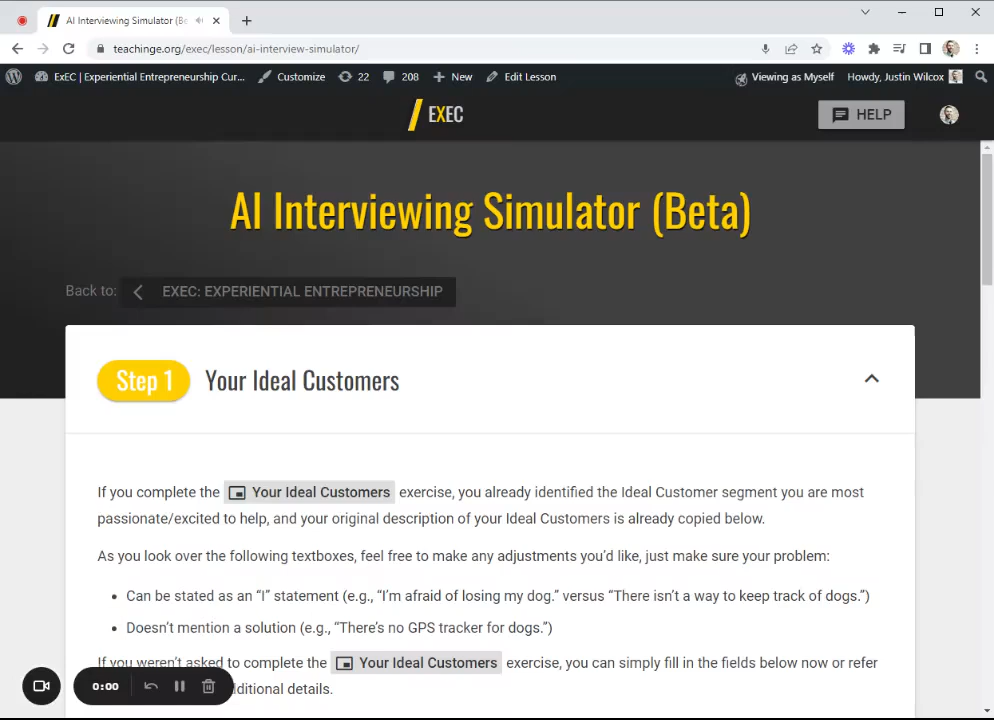 AI Interviewing Simulator (Be
teachinge.org/exec/lesson/ai-interview-simulator/
ExEC | Experiential Entrepreneurship Cur... Customize 22 208 New Edit Lesson Viewing as Myself Howdy, Justin Wilcox
EXEC HELP
AI Interviewing Simulator (Beta)
Back to: EXEC: EXPERIENTIAL ENTREPRENEURSHIP
Step 1 Your Ideal Customers
If you complete the Your Ideal Customers exercise, you already identified the Ideal Customer segment you are most
passionate/excited to help, and your original description of your Ideal Customers is already copied below.
As you look over the following textboxes, feel free to make any adjustments you’d like, just make sure your problem:
• Can be stated as an “I” statement (e.g., “I’m afraid of losing my dog.” versus “There isn’t a way to keep track of dogs.”)
• Doesn’t mention a solution (e.g., “There’s no GPS tracker for dogs.”)
If you weren’t asked to complete the Your Ideal Customers exercise, you can simply fill in the fields below now or refer
0:00 dditional details.